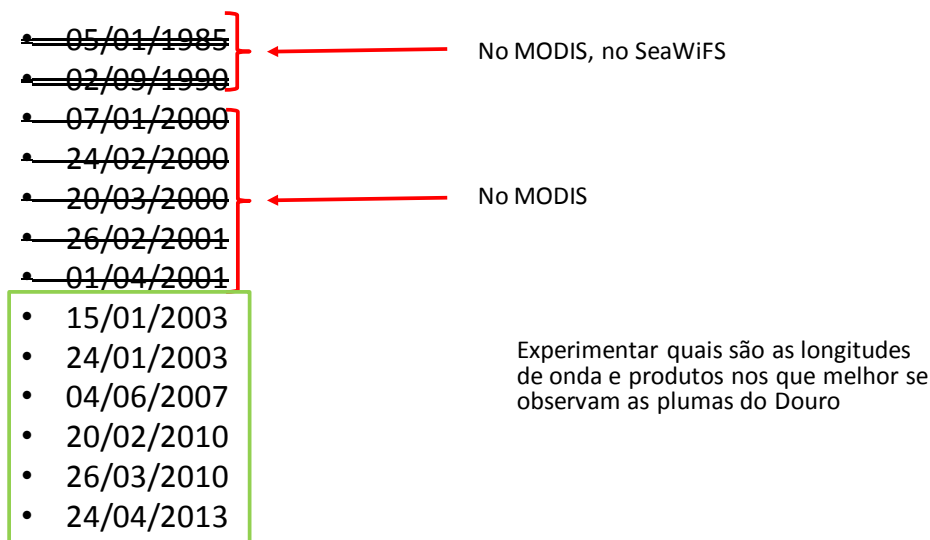 • 05/01/1985
• 02/09/1990
No MODIS, no SeaWiFS
• 07/01/2000
• 24/02/2000
• 20/03/2000
• 26/02/2001
• 01/04/2001
No MODIS
• 15/01/2003
• 24/01/2003
• 04/06/2007
• 20/02/2010
• 26/03/2010
• 24/04/2013
Experimentar quais são as longitudes
de onda e produtos nos que melhor se
observam as plumas do Douro